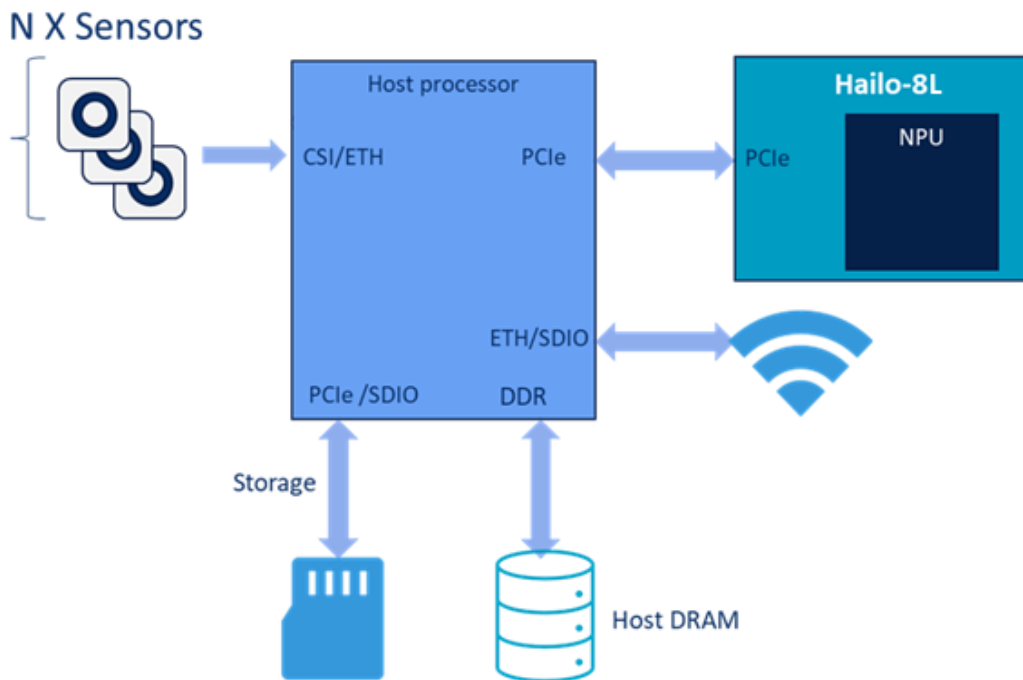 N X Sensors
Host processor
Hailo-8L
NPU
CSI/ETH
PCIe
PCIe
ETH/SDIO
PCIe /SDIO
DDR
Storage
Host DRAM